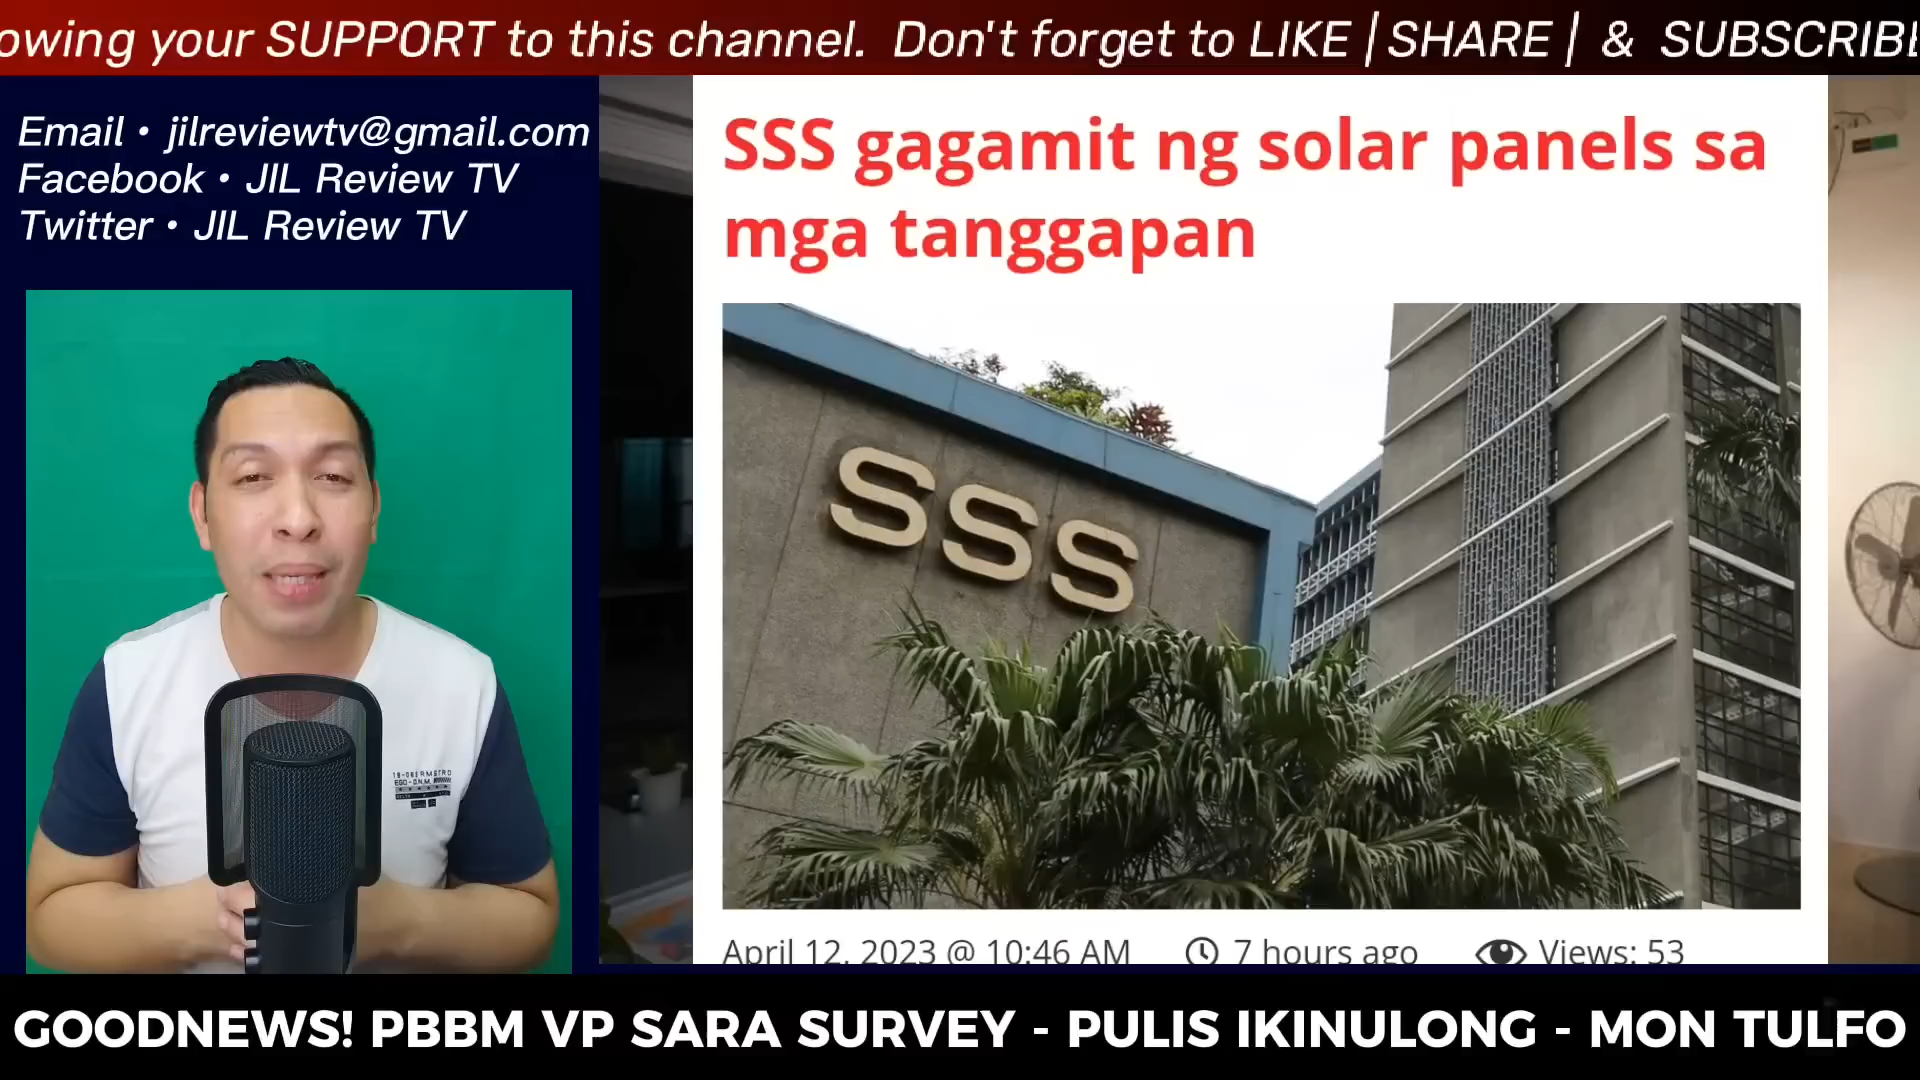 owing your SUPPORT to this channel. Don't forget to LIKE | SHARE | & SUBSCRIBE
Email • jilreviewtv@gmail.com
Facebook • JIL Review TV
Twitter • JIL Review TV
SSS gagamit ng solar panels sa
mga tanggapan
SSS
April 12, 2023 @ 10:46 AM 7 hours ago Views: 53
GOODNEWS! PBBM VP SARA SURVEY - PULIS IKINULONG - MON TULFO